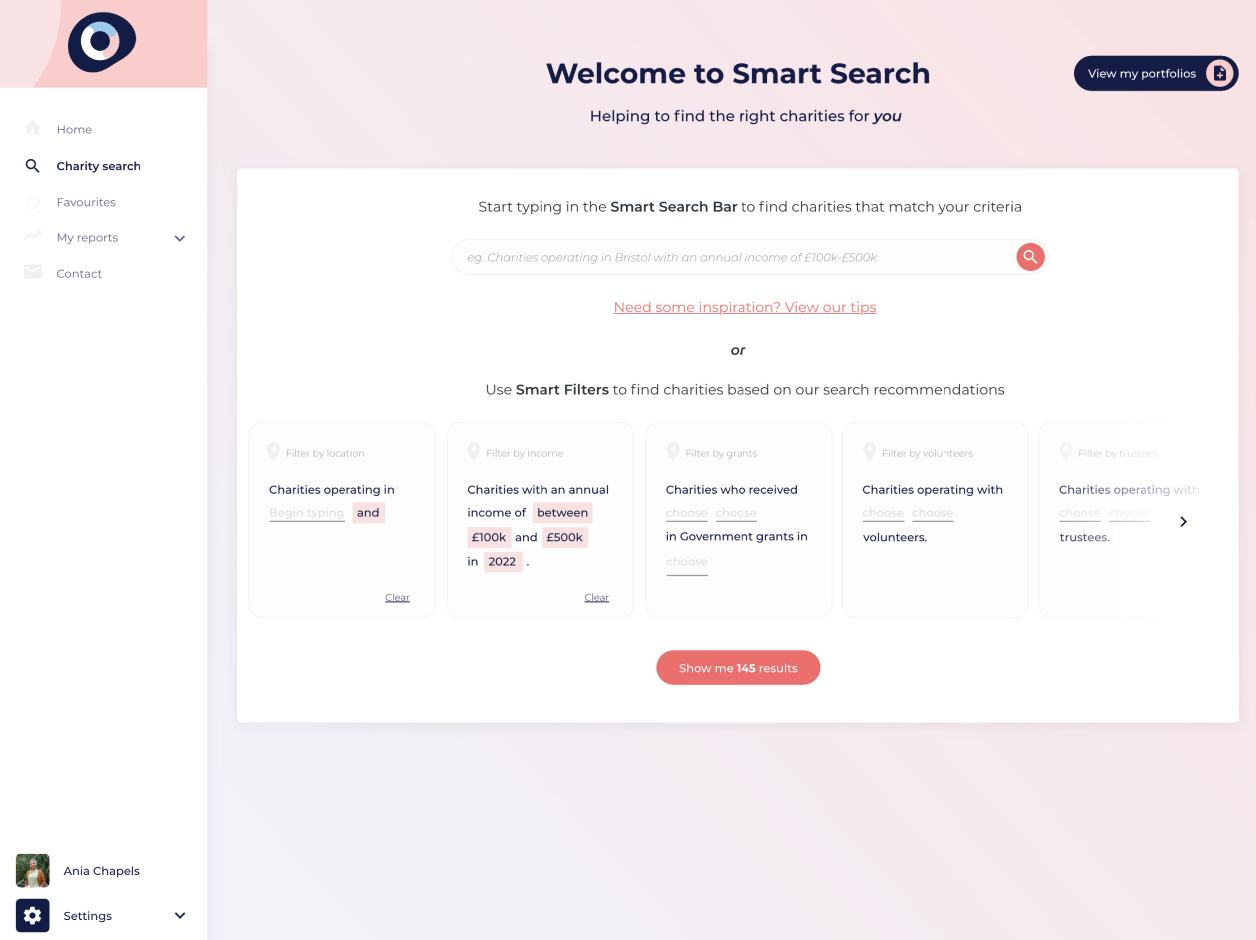 Welcome to Smart Search
View my portfolios
Helping to find the right charities for you
Home
Charity search
Favourites
My reports
Contact
Start typing in the Smart Search Bar to find charities that match your criteria
eg. Charities operating in Bristol with an annual income of £100k-£500k
Need some inspiration? View our tips
or
Use Smart Filters to find charities based on our search recommendations
Filter by location
Charities operating in
Begin typing and
Clear
Filter by income
Charities with an annual
income of between
£100k and £500k
in 2022 .
Clear
Filter by grants
Charities who received
choose choose
in Government grants in
choose
Filter by volunteers
Charities operating with
choose choose
volunteers.
Filter by trustees
Charities operating with
choose choose
trustees.
Show me 145 results
Ania Chapels
Settings